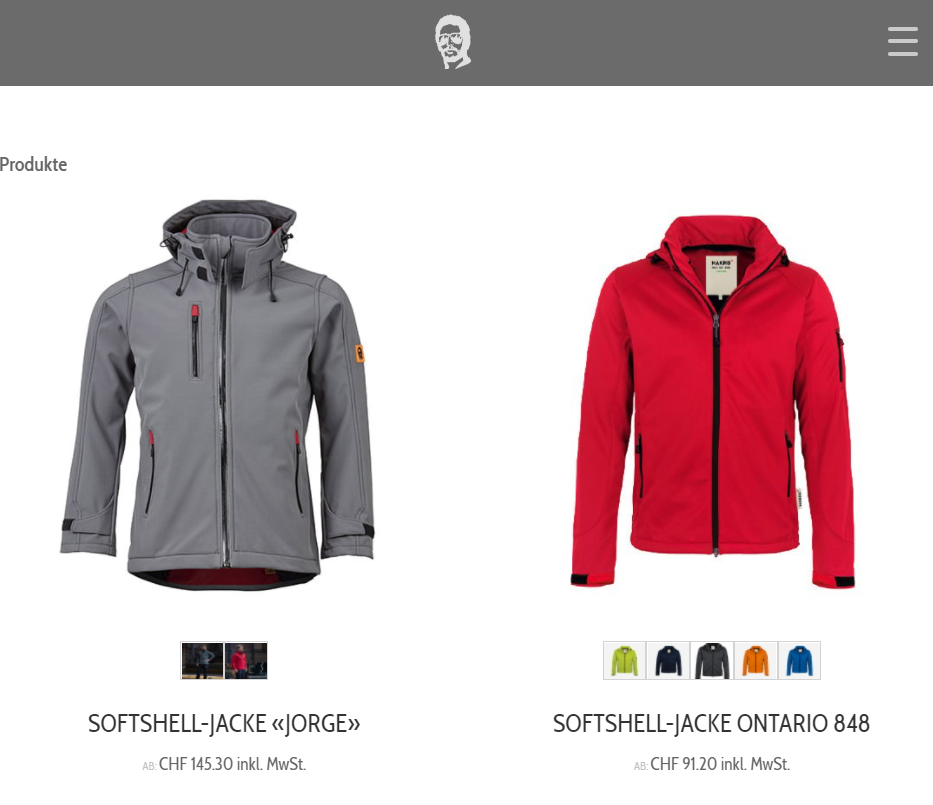 Produkte
HAKRO
SOFTSHELL-JACKE «JORGE»
SOFTSHELL-JACKE ONTARIO 848
AB: CHF 145.30 inkl. MwSt.
AB: CHF 91.20 inkl. MwSt.